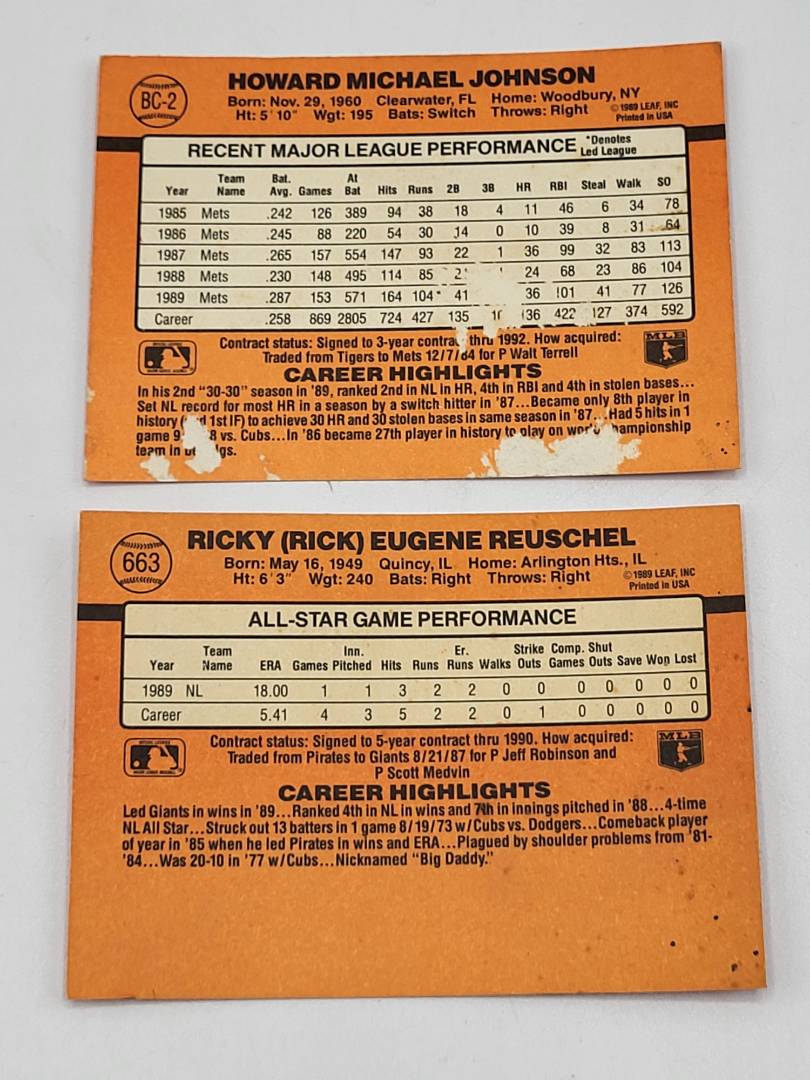 BC-2
HOWARD MICHAEL JOHNSON
Born: Nov. 29, 1960 Clearwater, FL Home: Woodbury, NY
Ht: 5'10" Wgt: 195 Bats: Switch Throws: Right
©1989 LEAF, INC
Printed in USA
RECENT MAJOR LEAGUE PERFORMANCE *Denotes Led League
Year Team Name Bat. Avg. Games At Bat Hits Runs 2B 3B HR RBI Steal Walk SO
1985 Mets .242 126 389 94 38 18 4 11 46 6 34 78
1986 Mets .245 88 220 54 30 14 0 10 39 8 31 64
1987 Mets .265 157 554 147 93 22 1 36 99 32 83 113
1988 Mets .230 148 495 114 85 24 68 23 86 104
1989 Mets .287 153 571 164 104* 41 36 101 41 77 126
Career .258 869 2805 724 427 135 136 422 127 374 592
Contract status: Signed to 3-year contract thru 1992. How acquired:
Traded from Tigers to Mets 12/7/84 for P Walt Terrell
MLB
CAREER HIGHLIGHTS
In his 2nd "30-30" season in '89, ranked 2nd in NL in HR, 4th in RBI and 4th in stolen bases...
Set NL record for most HR in a season by a switch hitter in '87...Became only 8th player in
history 1st IF) to achieve 30 HR and 30 stolen bases in same season in '87...Had 5 hits in 1
game vs. Cubs...In '86 became 27th player in history to play on world championship
team in
663
RICKY (RICK) EUGENE REUSCHEL
Born: May 16, 1949 Quincy, IL Home: Arlington Hts., IL
Ht: 6'3" Wgt: 240 Bats: Right Throws: Right
©1989 LEAF, INC
Printed in USA
ALL-STAR GAME PERFORMANCE
Year Team Name ERA Games Inn. Pitched Hits Runs Er. Runs Walks Strike Outs Comp. Games Shut Outs Save Won Lost
1989 NL 18.00 1 1 3 2 2 0 0 0 0 0 0 0
Career 5.41 4 3 5 2 2 0 1 0 0 0 0 0
Contract status: Signed to 5-year contract thru 1990. How acquired:
Traded from Pirates to Giants 8/21/87 for P Jeff Robinson and
P Scott Medvin
MLB
CAREER HIGHLIGHTS
Led Giants in wins in '89...Ranked 4th in NL in wins and 7th in innings pitched in '88...4-time
NL All Star...Struck out 13 batters in 1 game 8/19/73 w/Cubs vs. Dodgers...Comeback player
of year in '85 when he led Pirates in wins and ERA...Plagued by shoulder problems from '81-
'84...Was 20-10 in '77 w/Cubs...Nicknamed "Big Daddy."